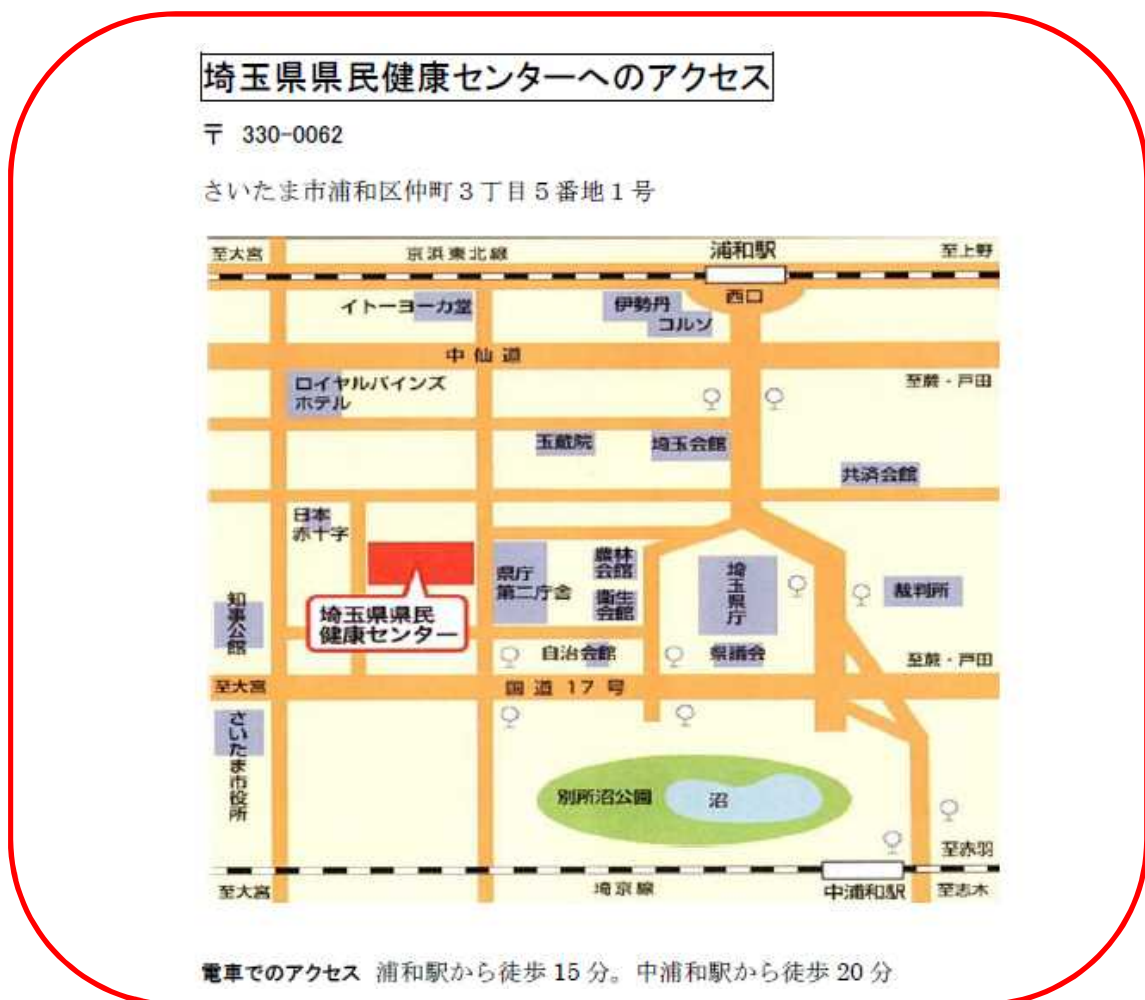 埼玉県県民健康センターへのアクセス
〒 330-0062
さいたま市浦和区仲町3丁目5番地1号
至大宮
京浜東北線
浦和駅
至上野
西口
イトーヨーカ堂
伊勢丹
コルソ
中仙道
ロイヤルパインズ
ホテル
至蕨・戸田
玉蔵院
埼玉会館
共済会館
日本
赤十字
県庁
第二庁舎
農林
会館
衛生
会館
埼玉県庁
裁判所
知事公館
埼玉県県民
健康センター
自治会館
県議会
至蕨・戸田
至大宮
国道17号
さいたま市役所
別所沼公園
沼
至赤羽
至大宮
埼京線
中浦和駅
至志木
電車でのアクセス 浦和駅から徒歩 15 分。中浦和駅から徒歩 20 分